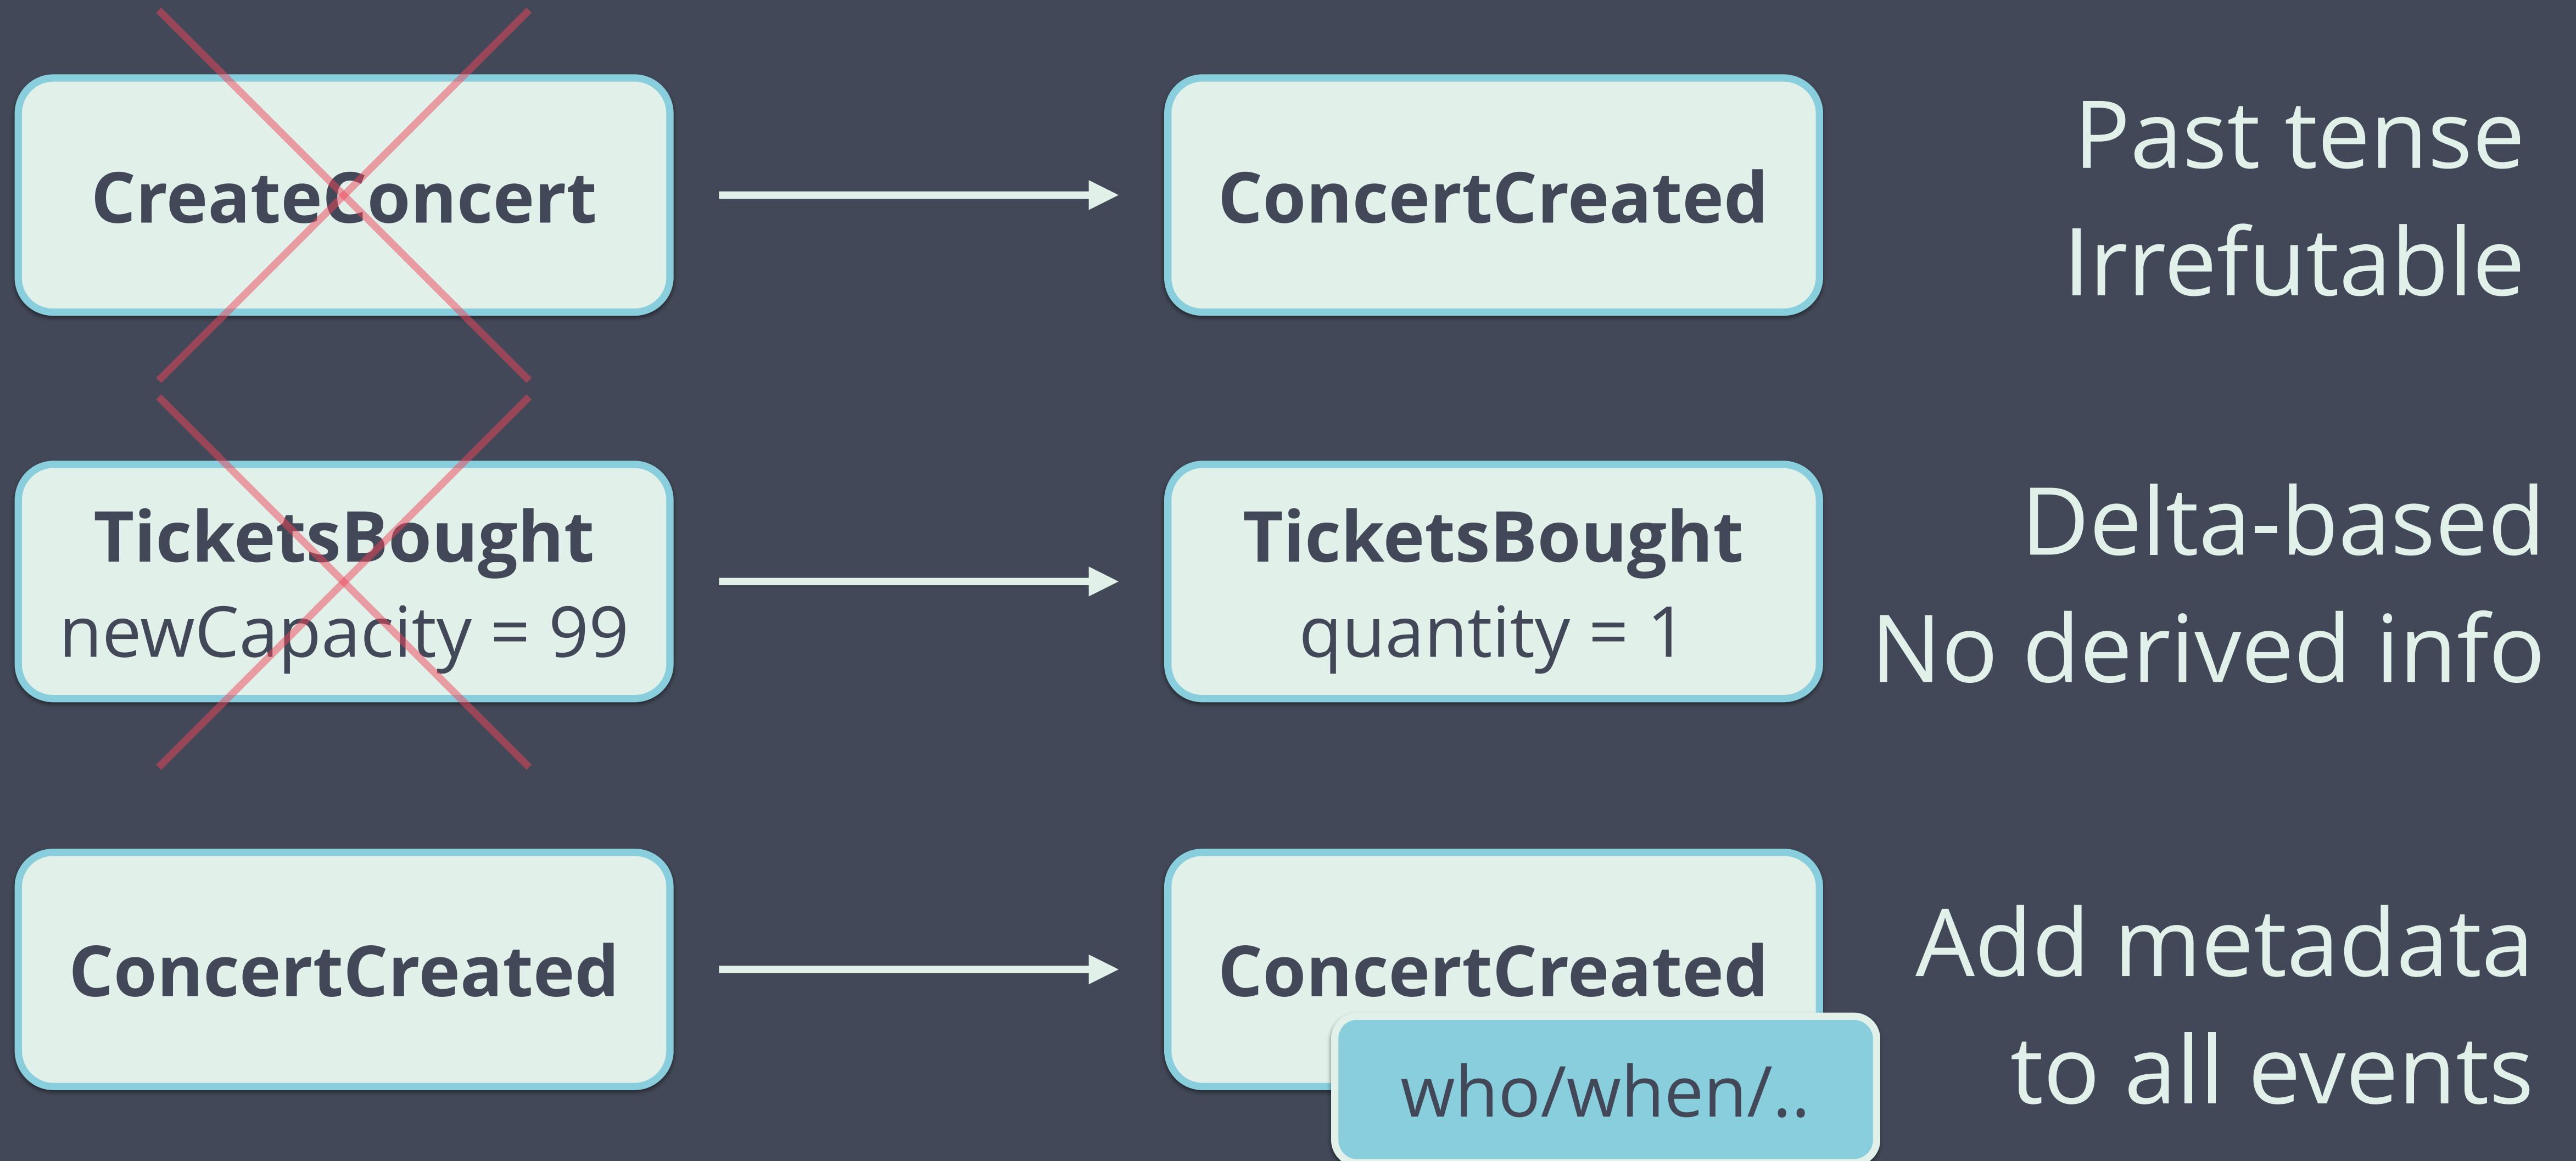 CreateConcert
ConcertCreated
Past tense
Irrefutable
TicketsBought
newCapacity = 99
TicketsBought
quantity = 1
Delta-based
No derived info
ConcertCreated
ConcertCreated
who/when/..
Add metadata
to all events